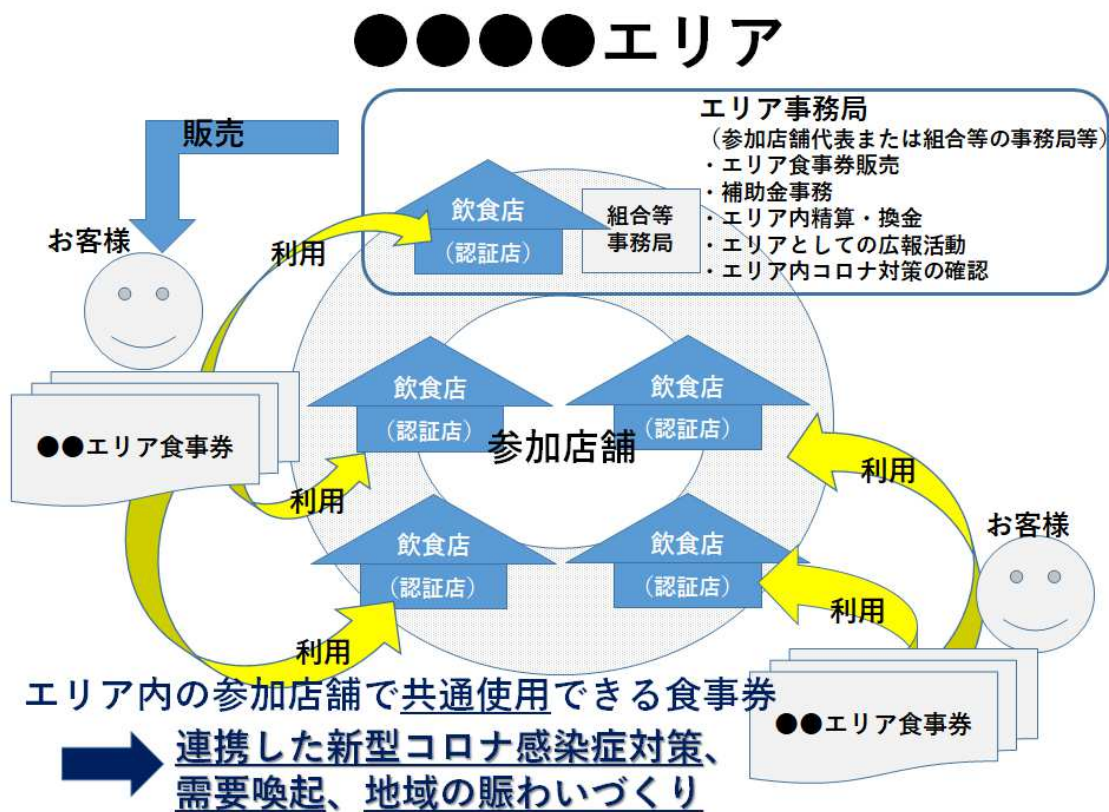 ●●●●エリア
エリア事務局
（参加店舗代表または組合等の事務局等）
・エリア食事券販売
・補助金事務
・エリア内精算・換金
・エリアとしての広報活動
・エリア内コロナ対策の確認
販売
飲食店
（認証店）
組合等
事務局
お客様
利用
●●エリア食事券
飲食店
（認証店）
飲食店
（認証店）
参加店舗
利用
利用
お客様
飲食店
（認証店）
飲食店
（認証店）
利用
利用
●●エリア食事券
エリア内の参加店舗で共通使用できる食事券
連携した新型コロナ感染症対策、
需要喚起、地域の賑わいづくり